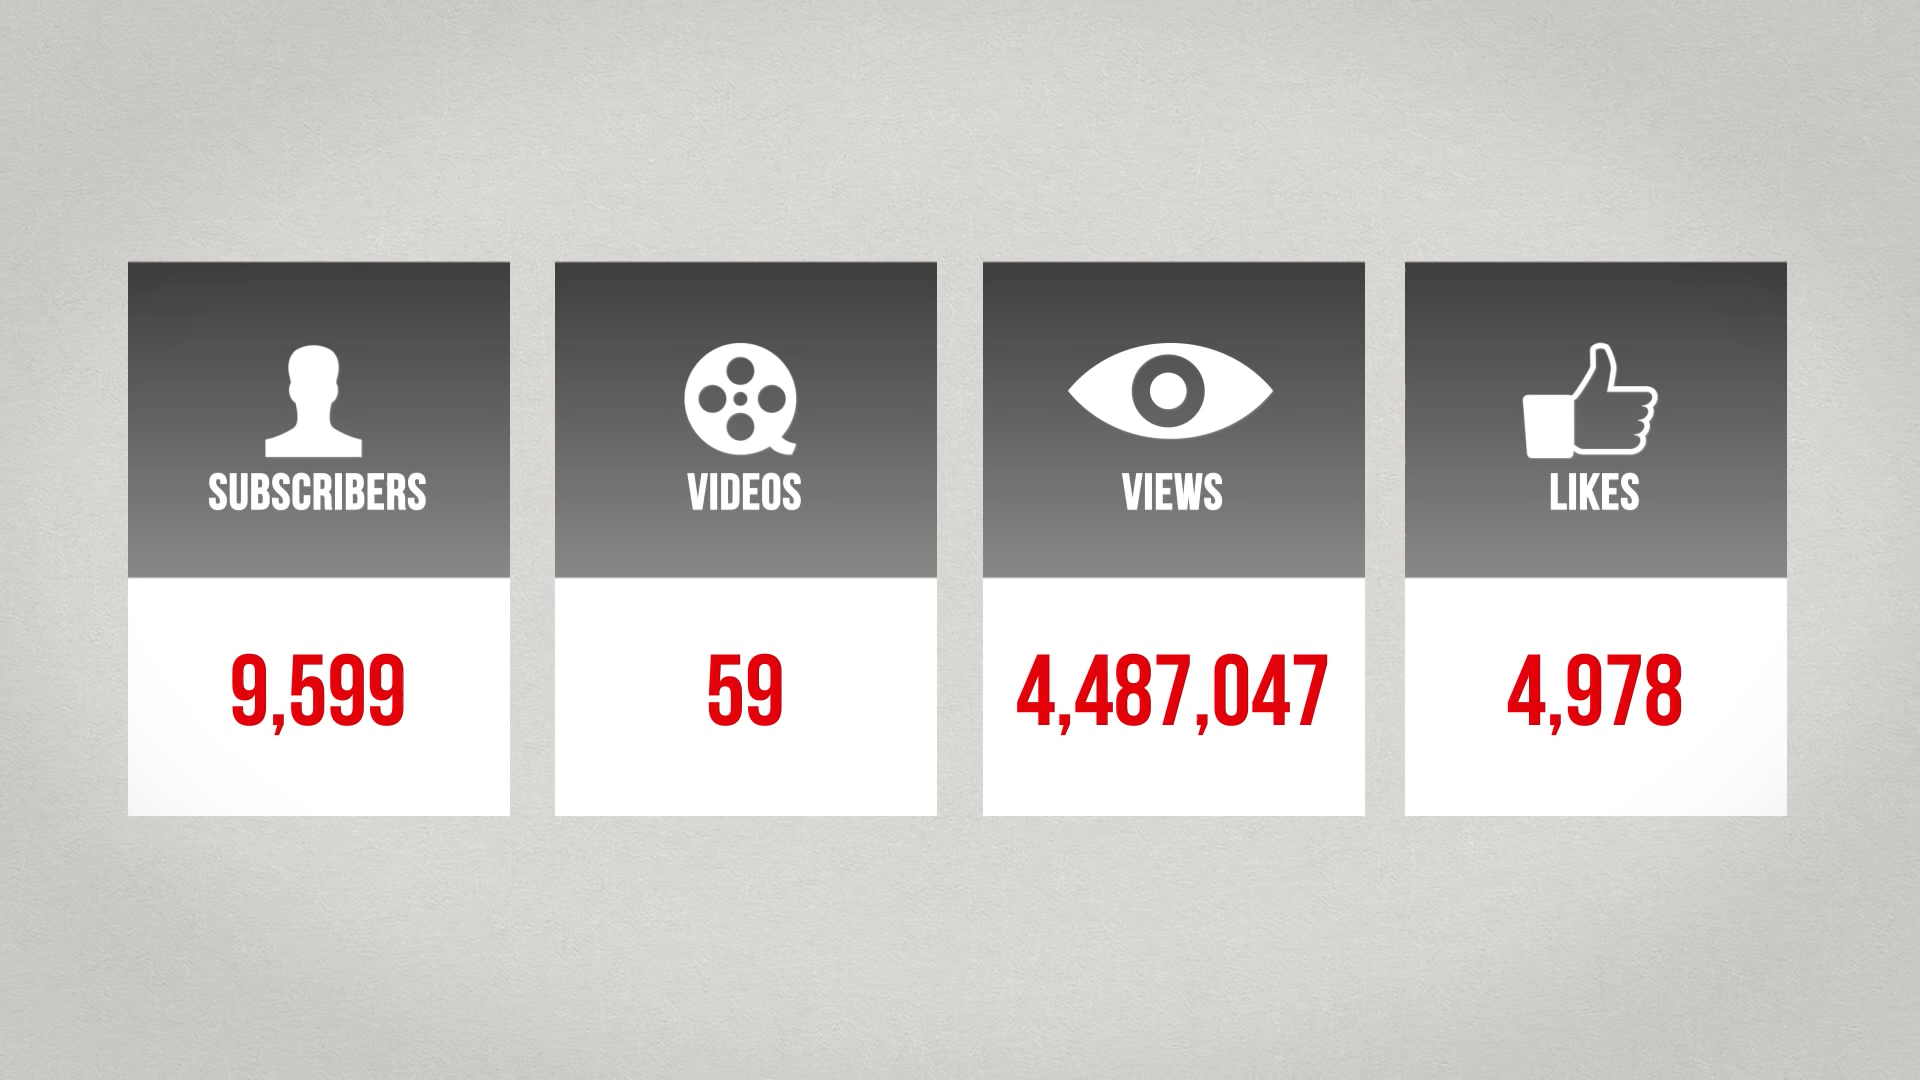 SUBSCRIBERS
9,599
VIDEOS
59
VIEWS
4,487,047
LIKES
4,978